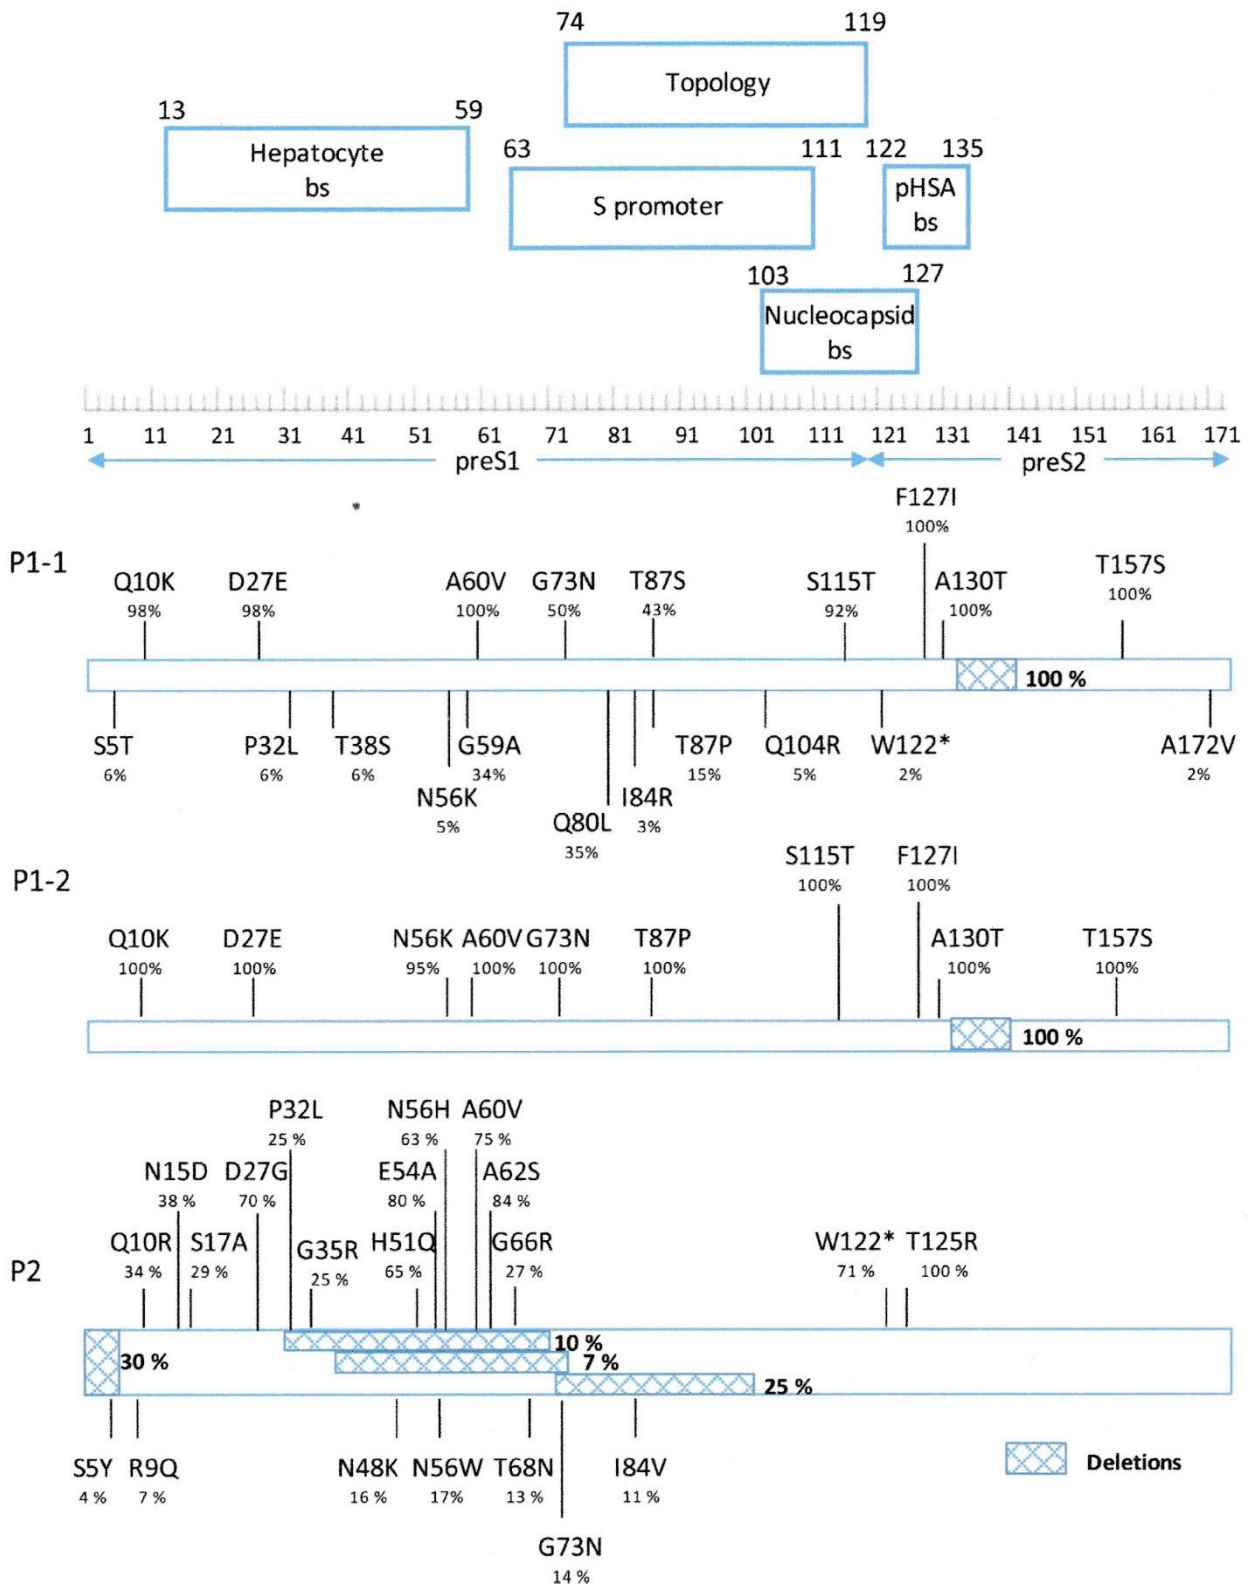 74 119
Topology
13 59
Hepatocyte
bs
63 111
S promoter
122 135
pHSA
bs
103 127
Nucleocapsid
bs
1 11 21 31 41 51 61 71 81 91 101 111 121 131 141 151 161 171
preS1 preS2
P1-1
F127I
100%
Q10K D27E A60V G73N T87S S115T A130T T157S
98% 98% 100% 50% 43% 92% 100% 100%
100 %
S5T P32L T38S G59A T87P Q104R W122* A172V
6% 6% 6% 34% 15% 5% 2% 2%
N56K Q80L I84R
5% 35% 3%
P1-2
S115T F127I
100% 100%
Q10K D27E N56K A60V G73N T87P A130T T157S
100% 100% 95% 100% 100% 100% 100% 100%
100 %
P2
P32L N56H A60V
25 % 63 % 75 %
N15D D27G E54A A62S
38 % 70 % 80 % 84 %
Q10R S17A G35R H51Q G66R W122* T125R
34 % 29 % 25 % 65 % 27 % 71 % 100 %
10 %
30 % 7 %
25 %
S5Y R9Q N48K N56W T68N I84V
4 % 7 % 16 % 17% 13 % 11 %
G73N
14 %
Deletions